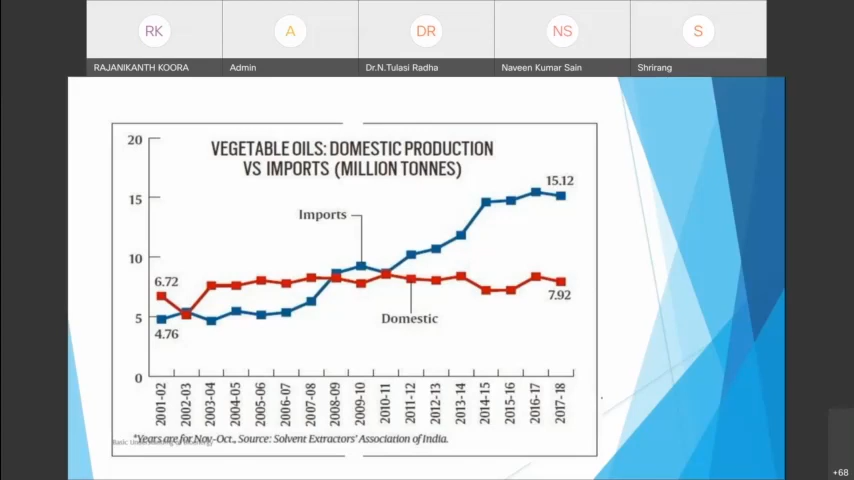 RK
A
DR
NS
S
RAJANIKANTH KOORA
Admin
Dr.N.Tulasi Radha
Naveen Kumar Sain
Shrirang
VEGETABLE OILS: DOMESTIC PRODUCTION
VS IMPORTS (MILLION TONNES)
20
15
10
5
0
15.12
Imports
6.72
7.92
Domestic
4.76
2001-02
2002-03
2003-04
2004-05
2005-06
2006-07
2007-08
2008-09
2009-10
2010-11
2011-12
2012-13
2013-14
2014-15
2015-16
2016-17
2017-18
*Years are for Nov-Oct., Source: Solvent Extractors' Association of India.
Basic
+68